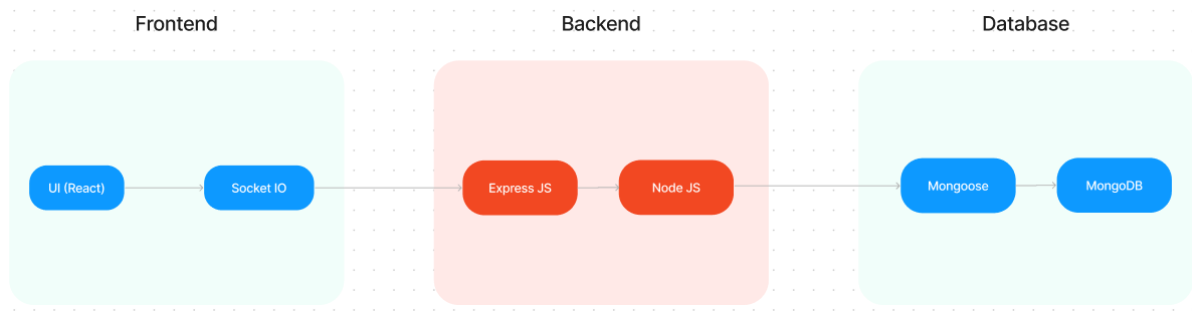 Frontend
Backend
Database
UI (React)
Socket IO
Express JS
Node JS
Mongoose
MongoDB